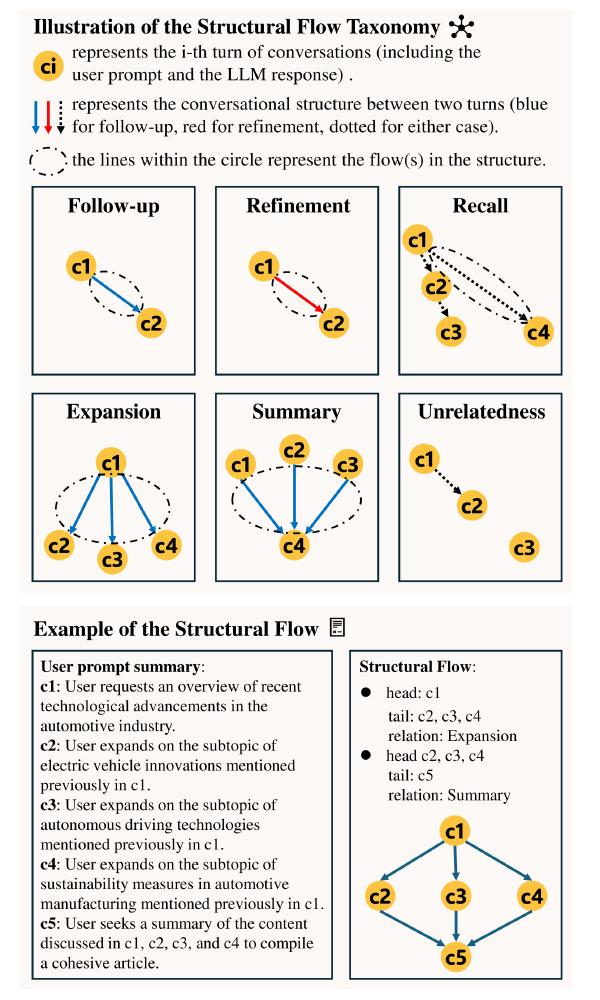 Illustration of the Structural Flow Taxonomy
ci
represents the i-th turn of conversations (including the
user prompt and the LLM response) .
represents the conversational structure between two turns (blue
for follow-up, red for refinement, dotted for either case).
the lines within the circle represent the flow(s) in the structure.
Follow-up
c1
c2
Refinement
c1
c2
Recall
c1
c2
c3
c4
Expansion
c1
c2
c3
c4
Summary
c1
c2
c3
c4
Unrelatedness
c1
c2
c3
Example of the Structural Flow
User prompt summary:
c1: User requests an overview of recent
technological advancements in the
automotive industry.
c2: User expands on the subtopic of
electric vehicle innovations mentioned
previously in c1.
c3: User expands on the subtopic of
autonomous driving technologies
mentioned previously in c1.
c4: User expands on the subtopic of
sustainability measures in automotive
manufacturing mentioned previously in c1.
c5: User seeks a summary of the content
discussed in c1, c2, c3, and c4 to compile
a cohesive article.
Structural Flow:
● head: c1
tail: c2, c3, c4
relation: Expansion
● head c2, c3, c4
tail: c5
relation: Summary
c1
c2
c3
c4
c5